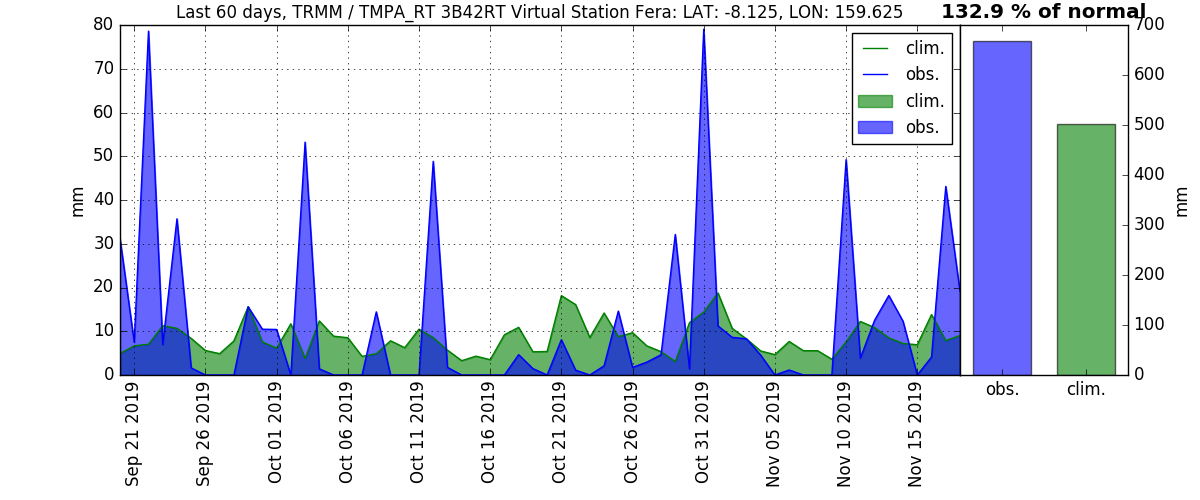 Last 60 days, TRMM / TMPA_RT 3B42RT Virtual Station Fera: LAT: -8.125, LON: 159.625
132.9 % of normal
80
70
60
50
40
30
20
10
0
mm
clim.
obs.
clim.
obs.
700
600
500
400
300
200
100
0
mm
Sep 21 2019
Sep 26 2019
Oct 01 2019
Oct 06 2019
Oct 11 2019
Oct 16 2019
Oct 21 2019
Oct 26 2019
Oct 31 2019
Nov 05 2019
Nov 10 2019
Nov 15 2019
obs.
clim.